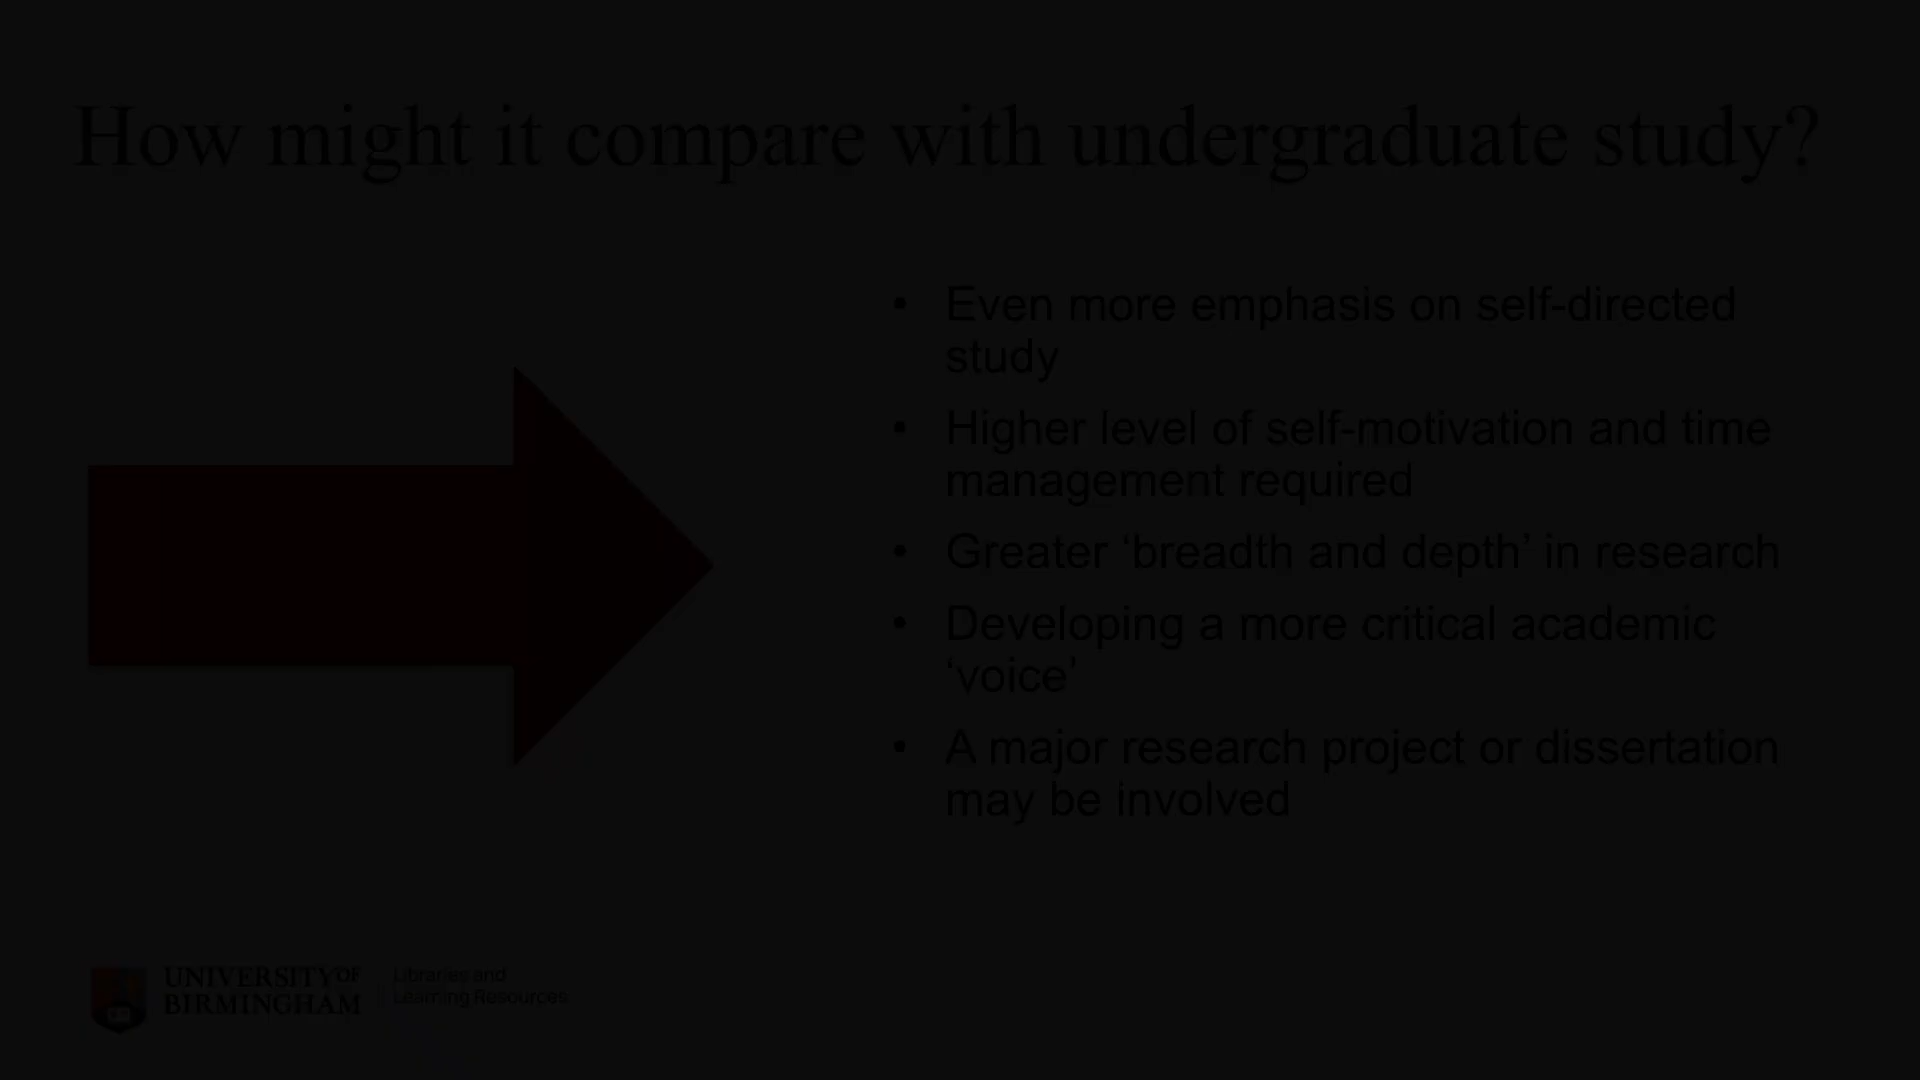 How might it compare with undergraduate study?
• Even more emphasis on self-directed
study
• Higher level of self-motivation and time
management required
• Greater ‘breadth and depth’ in research
• Developing a more critical academic
‘voice’
• A major research project or dissertation
may be involved
UNIVERSITY OF
BIRMINGHAM
Libraries and
Learning Resources